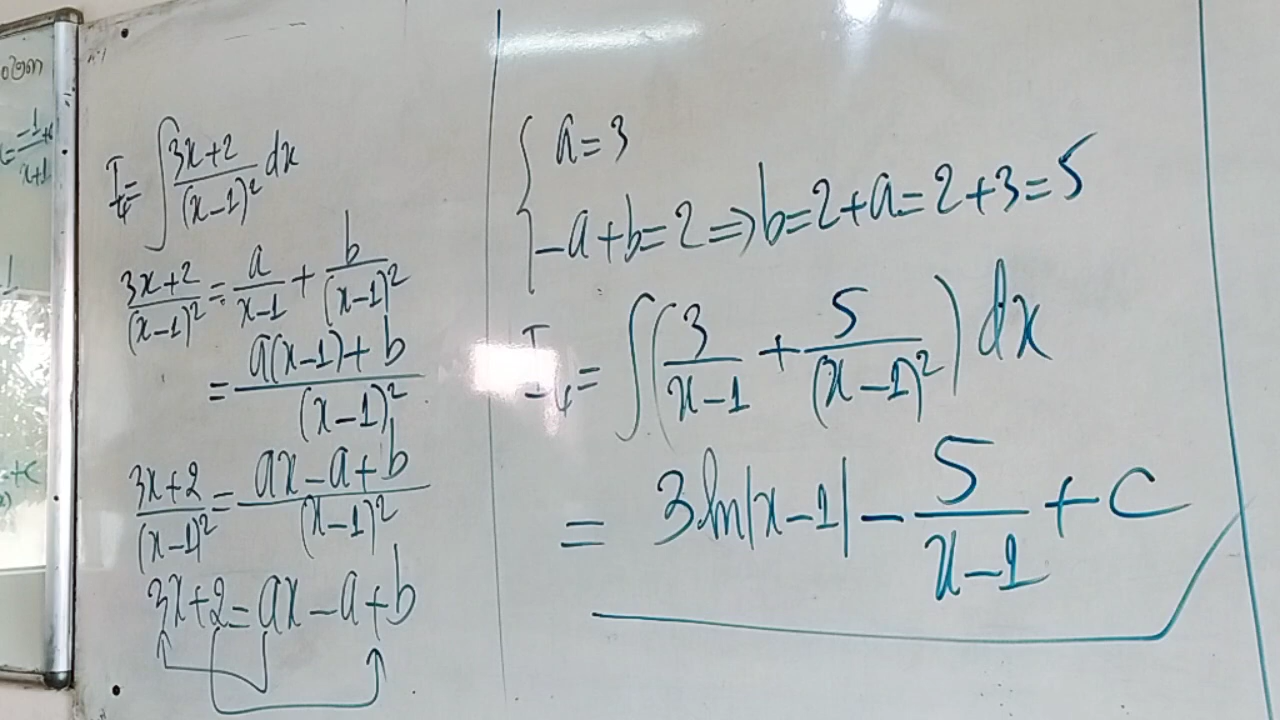 I₄ = ∫ (3x+2)/(x-1)² dx
(3x+2)/(x-1)² = a/(x-1) + b/(x-1)²
= (a(x-1)+b)/(x-1)²
(3x+2)/(x-1)² = (ax-a+b)/(x-1)²
3x+2=ax-a+b
{ a=3
-a+b=2 ⇒ b=2+a=2+3=5
I₄ = ∫(3/(x-1) + 5/(x-1)²) dx
= 3ln|x-1| - 5/(x-1) + C